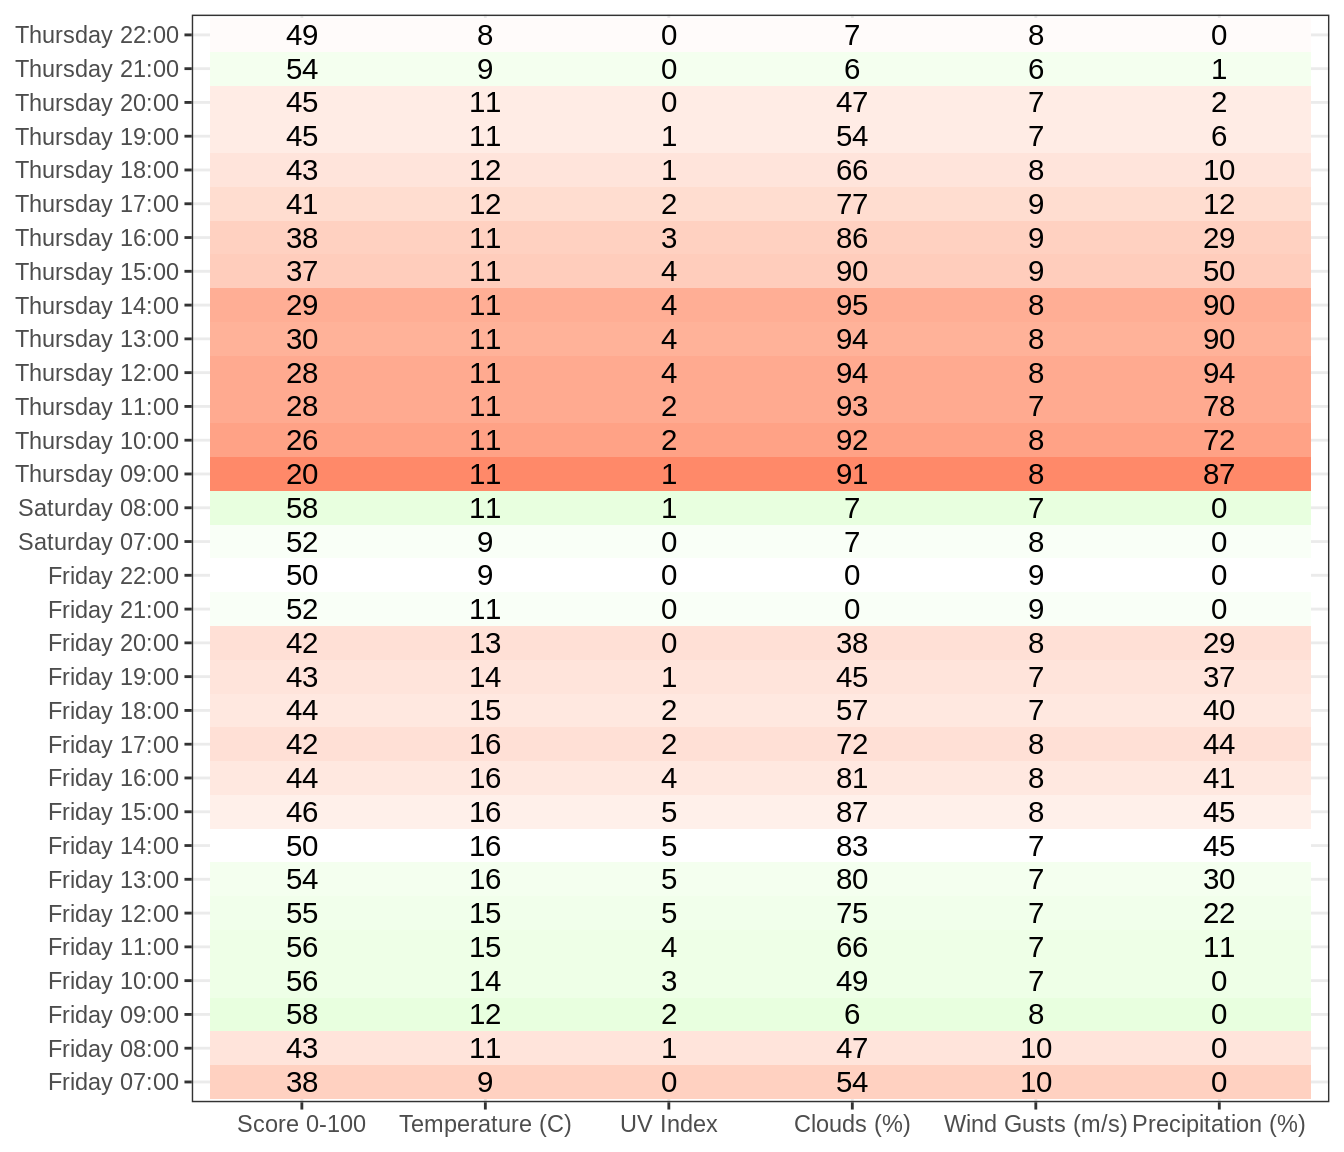 Thursday 22:00 49 8 0 7 8 0
Thursday 21:00 54 9 0 6 6 1
Thursday 20:00 45 11 0 47 7 2
Thursday 19:00 45 11 1 54 7 6
Thursday 18:00 43 12 1 66 8 10
Thursday 17:00 41 12 2 77 9 12
Thursday 16:00 38 11 3 86 9 29
Thursday 15:00 37 11 4 90 9 50
Thursday 14:00 29 11 4 95 8 90
Thursday 13:00 30 11 4 94 8 90
Thursday 12:00 28 11 4 94 8 94
Thursday 11:00 28 11 2 93 7 78
Thursday 10:00 26 11 2 92 8 72
Thursday 09:00 20 11 1 91 8 87
Saturday 08:00 58 11 1 7 7 0
Saturday 07:00 52 9 0 7 8 0
Friday 22:00 50 9 0 0 9 0
Friday 21:00 52 11 0 0 9 0
Friday 20:00 42 13 0 38 8 29
Friday 19:00 43 14 1 45 7 37
Friday 18:00 44 15 2 57 7 40
Friday 17:00 42 16 2 72 8 44
Friday 16:00 44 16 4 81 8 41
Friday 15:00 46 16 5 87 8 45
Friday 14:00 50 16 5 83 7 45
Friday 13:00 54 16 5 80 7 30
Friday 12:00 55 15 5 75 7 22
Friday 11:00 56 15 4 66 7 11
Friday 10:00 56 14 3 49 7 0
Friday 09:00 58 12 2 6 8 0
Friday 08:00 43 11 1 47 10 0
Friday 07:00 38 9 0 54 10 0
Score 0-100 Temperature (C) UV Index Clouds (%) Wind Gusts (m/s) Precipitation (%)